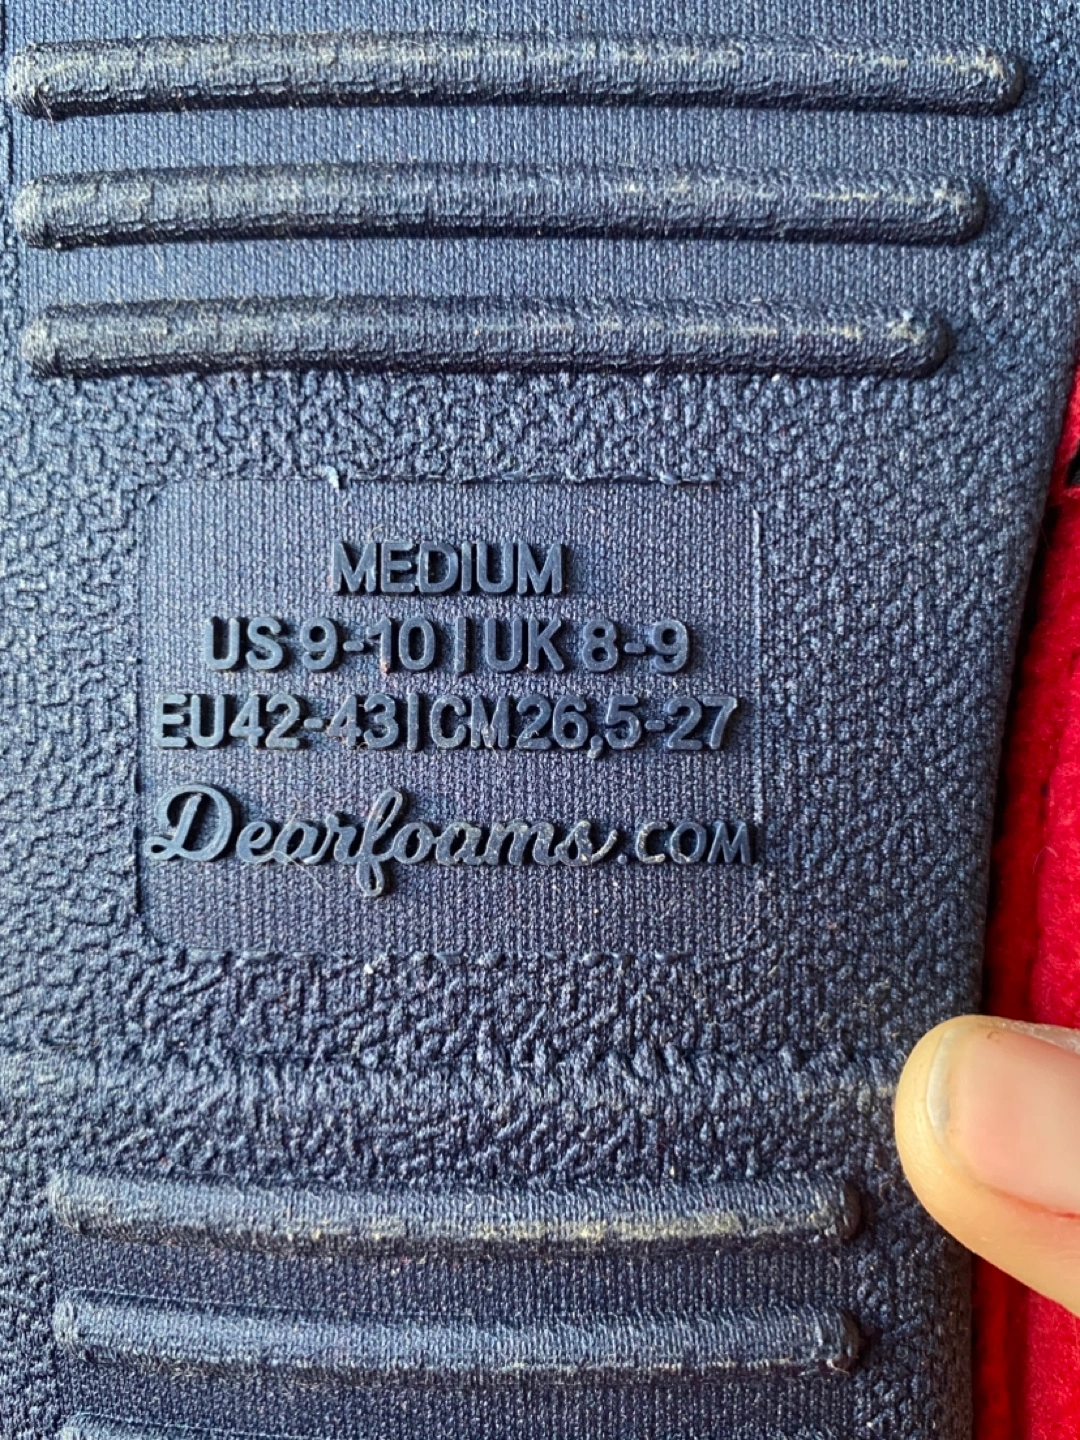 MEDIUM
US 9-10 | UK 8-9
EU42-43 | CM26,5-27
Dearfoams.COM